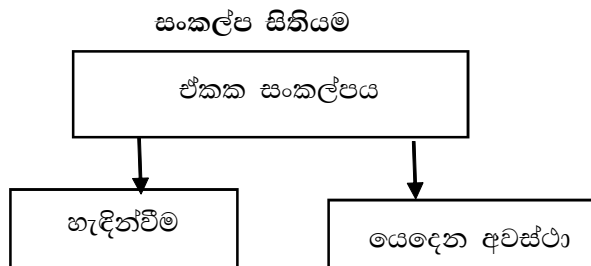 සංකල්ප සිතියම
ඒකක සංකල්පය
හැඳින්වීම
යෙදෙන අවස්ථා